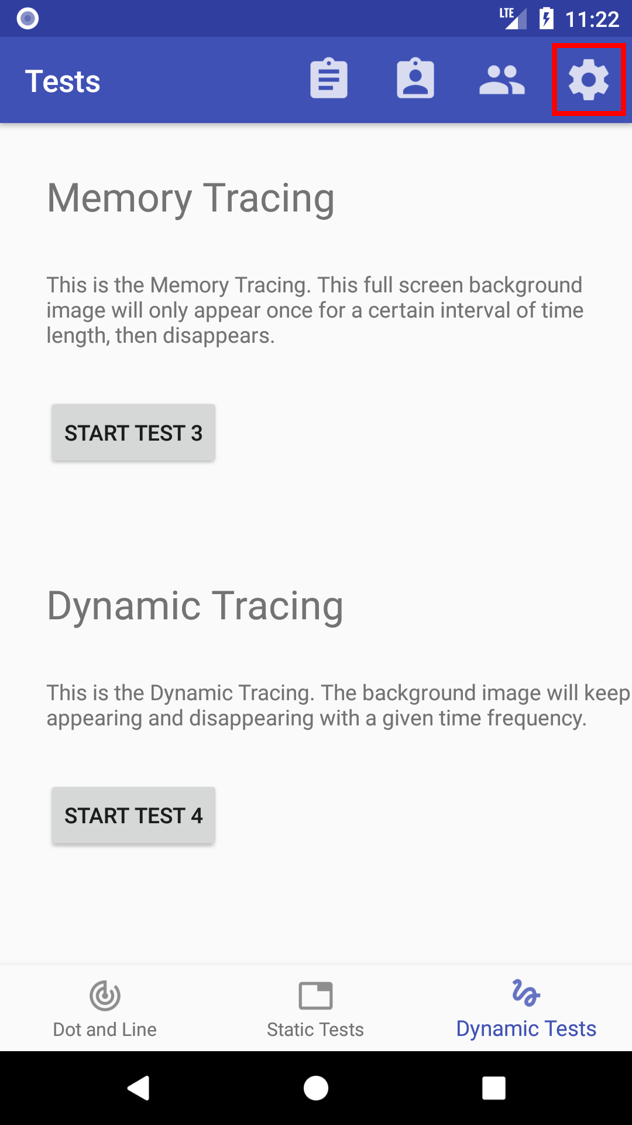 LTE 11:22
Tests
Memory Tracing
This is the Memory Tracing. This full screen background
image will only appear once for a certain interval of time
length, then disappears.
START TEST 3
Dynamic Tracing
This is the Dynamic Tracing. The background image will keep
appearing and disappearing with a given time frequency.
START TEST 4
Dot and Line Static Tests Dynamic Tests